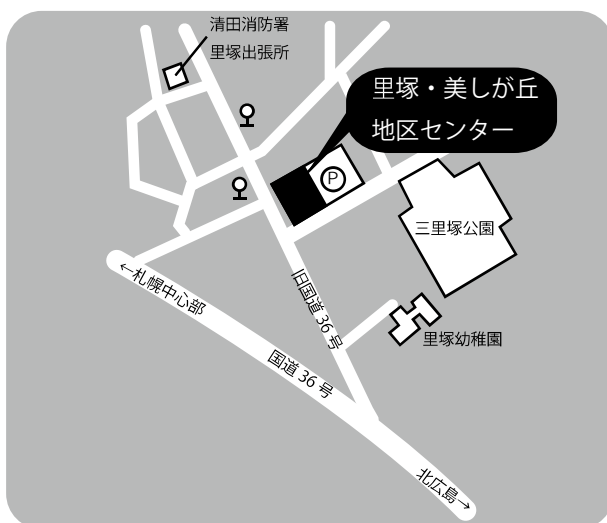 清田消防署
里塚出張所
里塚・美しが丘
地区センター
P
三里塚公園
←札幌中心部
旧国道36号
里塚幼稚園
国道36号
北広島→